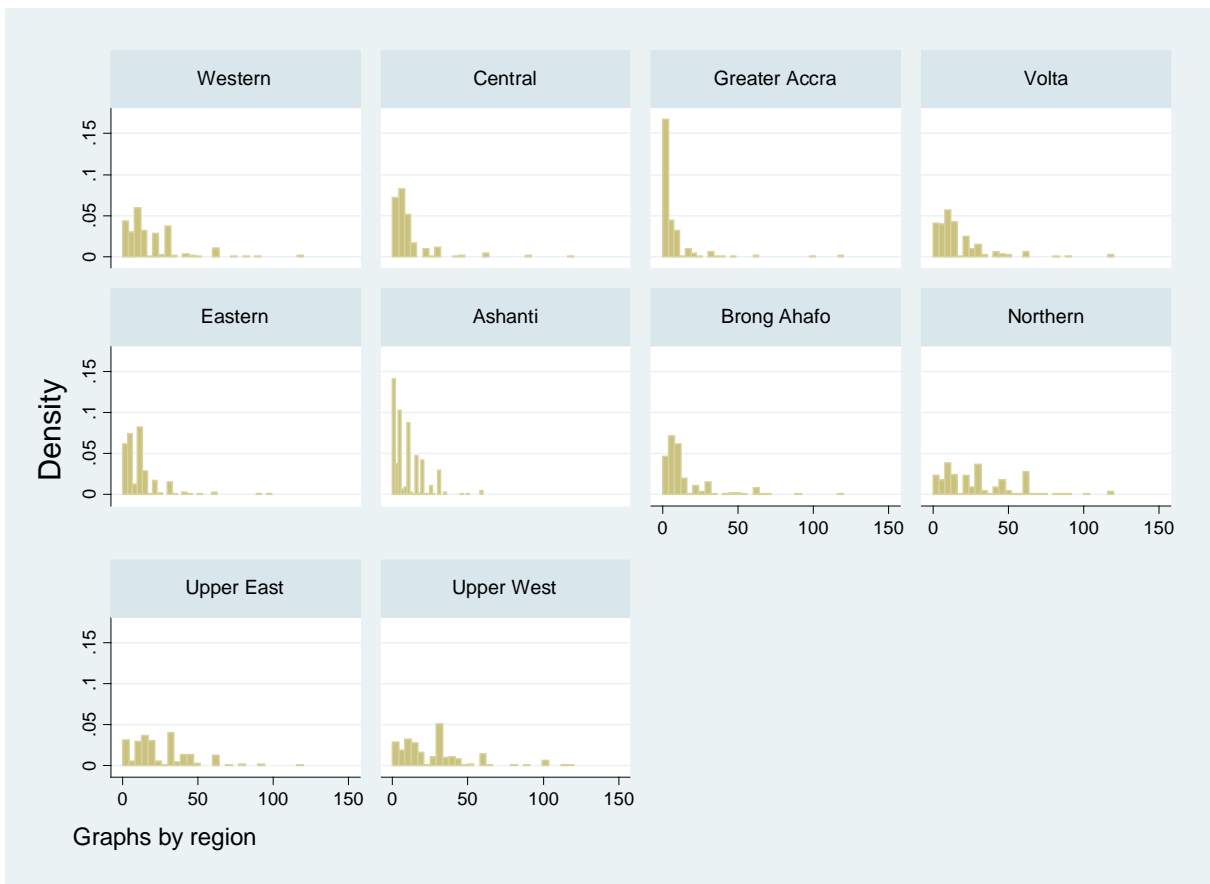 Western Central Greater Accra Volta
.15
.1
.05
0
Eastern Ashanti Brong Ahafo Northern
Density
.15
.1
.05
0
0 50 100 150 0 50 100 150
Upper East Upper West
.15
.1
.05
0
0 50 100 150 0 50 100 150
Graphs by region